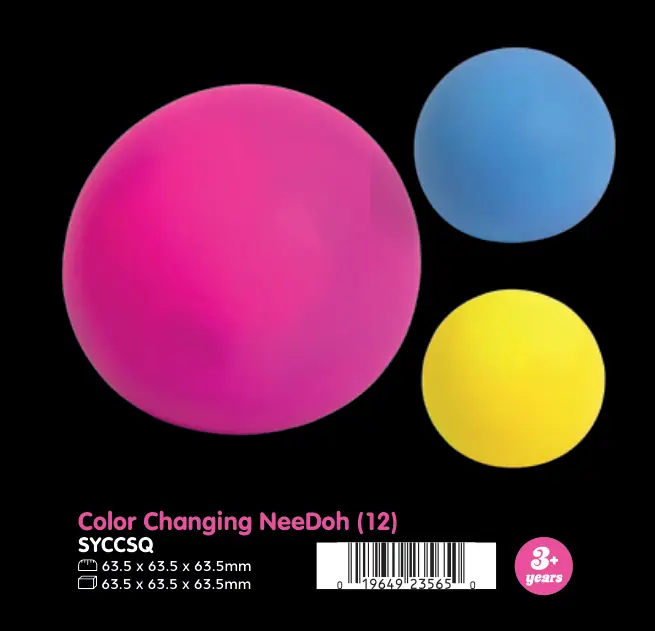 Color Changing NeeDoh (12)
SYCCSQ
63.5 x 63.5 x 63.5mm
63.5 x 63.5 x 63.5mm
0 19649 23565 0
3+
years